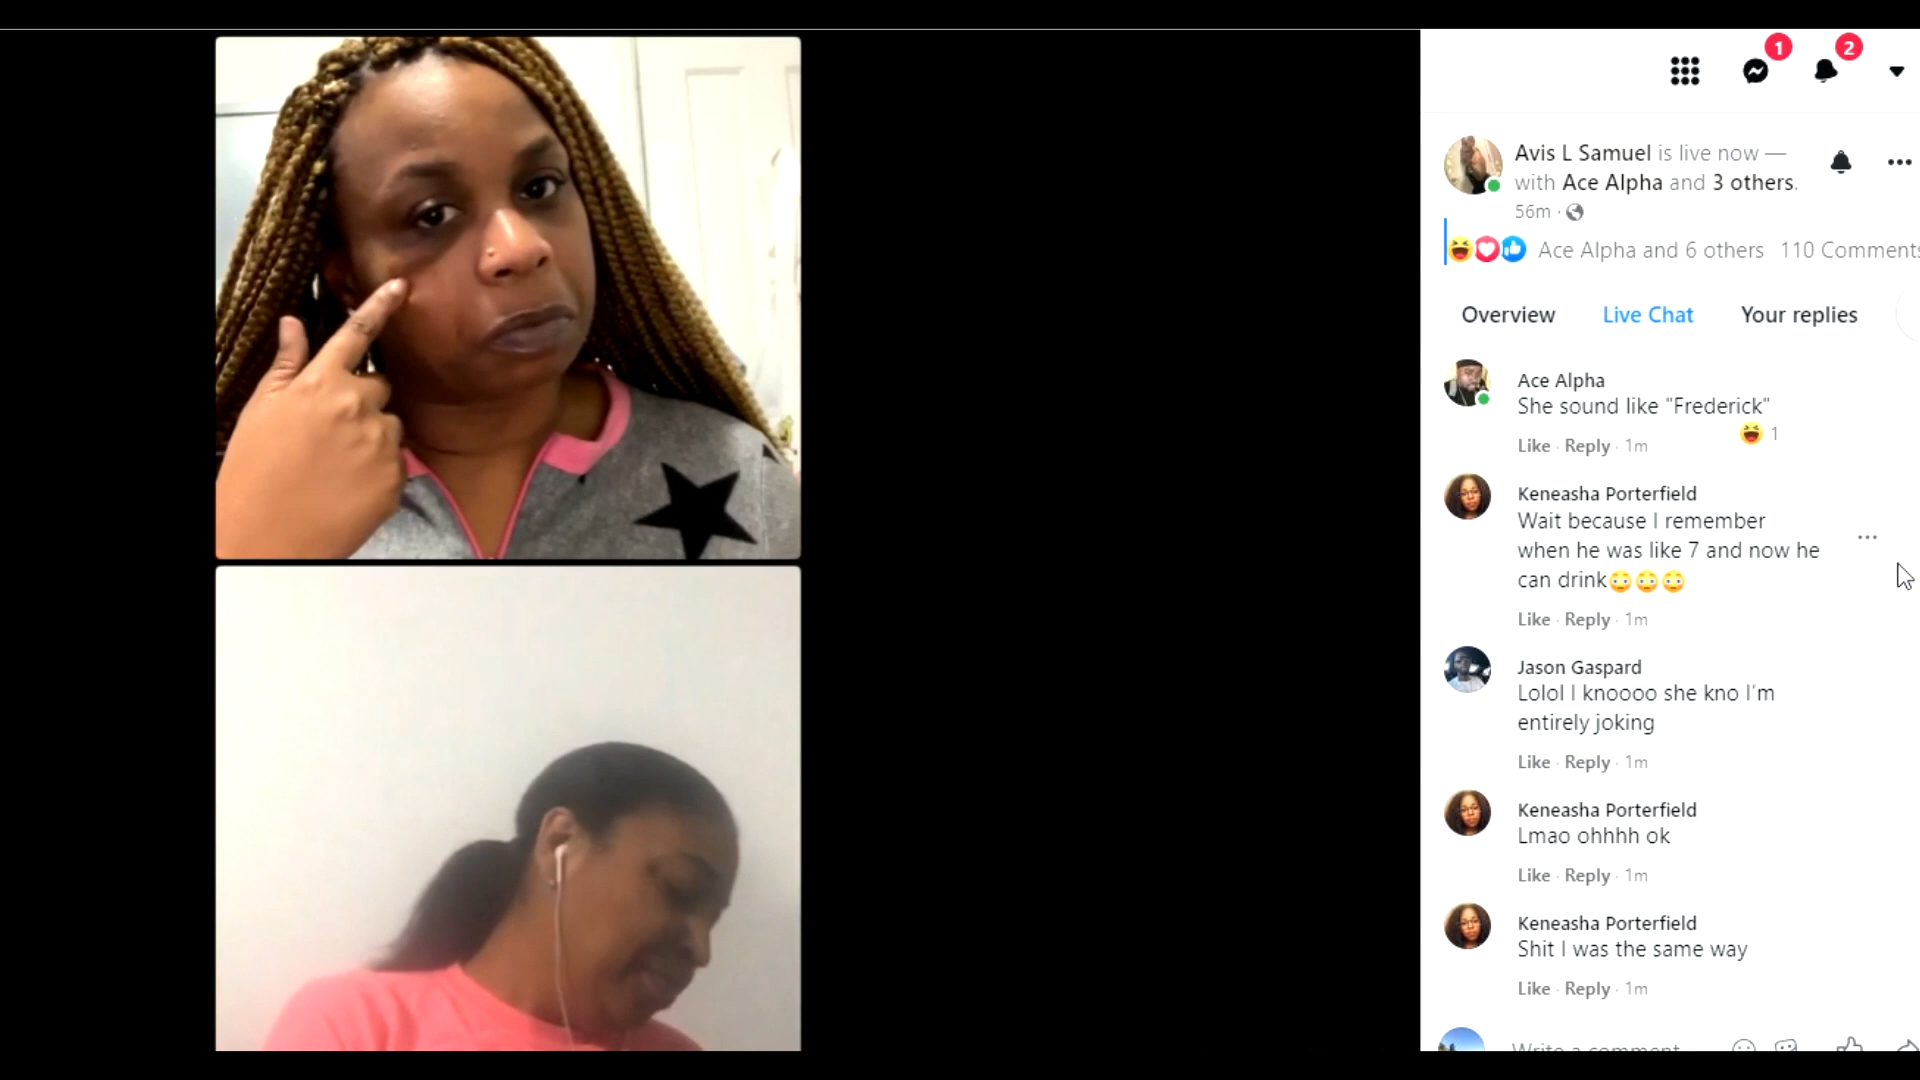 1
2
Avis L Samuel is live now —
with Ace Alpha and 3 others.
56m ·
Ace Alpha and 6 others 110 Comments
Overview Live Chat Your replies
Ace Alpha
She sound like "Frederick"
1
Like · Reply · 1m
Keneasha Porterfield
Wait because I remember
when he was like 7 and now he
can drink😳😳😳
Like · Reply · 1m
Jason Gaspard
Lolol I knoooo she kno I'm
entirely joking
Like · Reply · 1m
Keneasha Porterfield
Lmao ohhhh ok
Like · Reply · 1m
Keneasha Porterfield
Shit I was the same way
Like · Reply · 1m
Write a comment